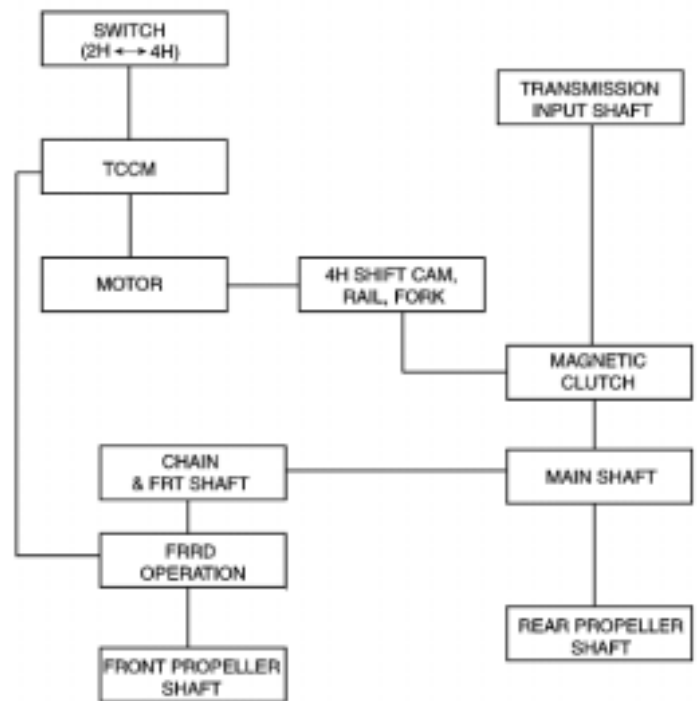 SWITCH
(2H ↔ 4H)
TRANSMISSION
INPUT SHAFT
TCCM
MOTOR
4H SHIFT CAM,
RAIL, FORK
MAGNETIC
CLUTCH
CHAIN
& FRT SHAFT
MAIN SHAFT
FRRD
OPERATION
REAR PROPELLER
SHAFT
FRONT PROPELLER
SHAFT